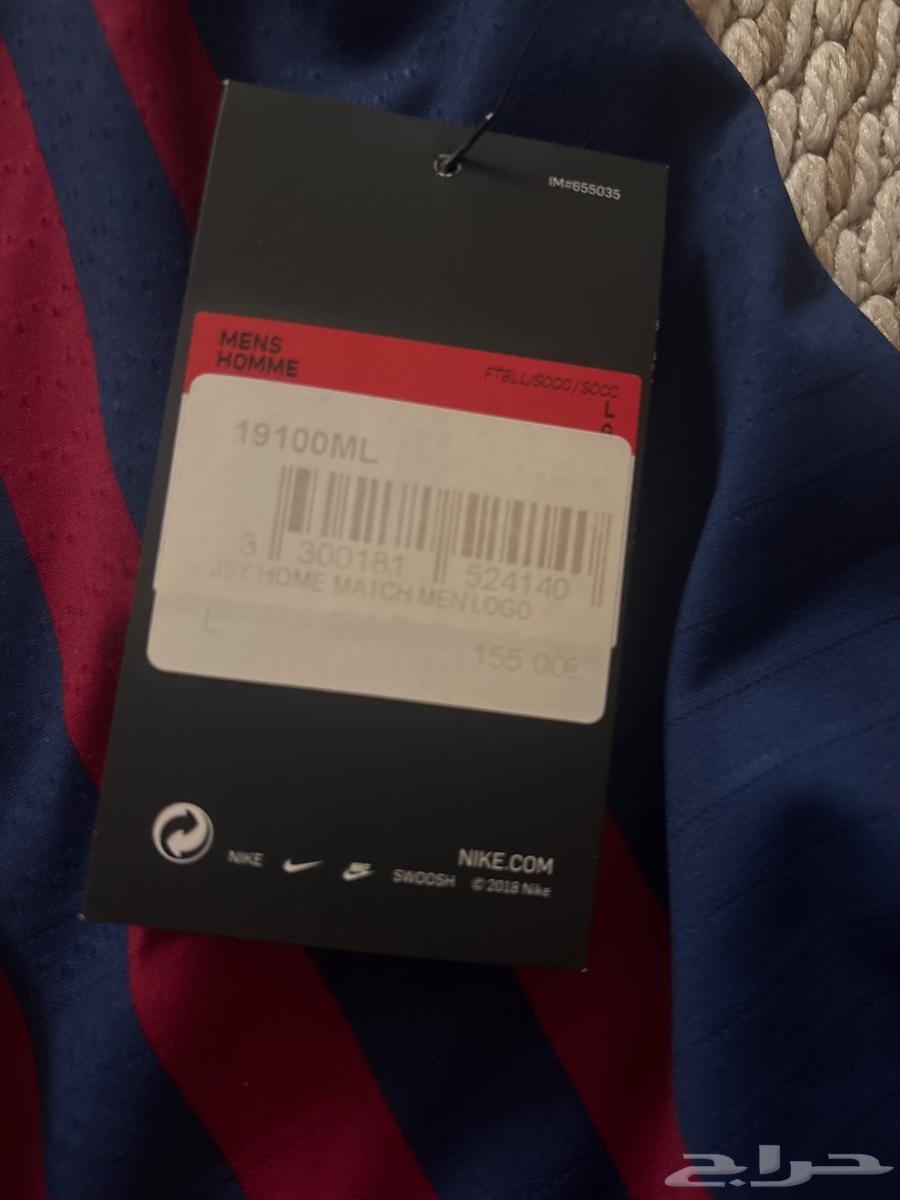 IM#655035
MENS
HOMME
FTBLL/SOCC/SOCC
L
19100ML
3 300181 524140
JSY HOME MATCH MEN LOGO
L
155.00€
NIKE
NIKE
SWOOSH
NIKE.COM
© 2018 Nike
حراج